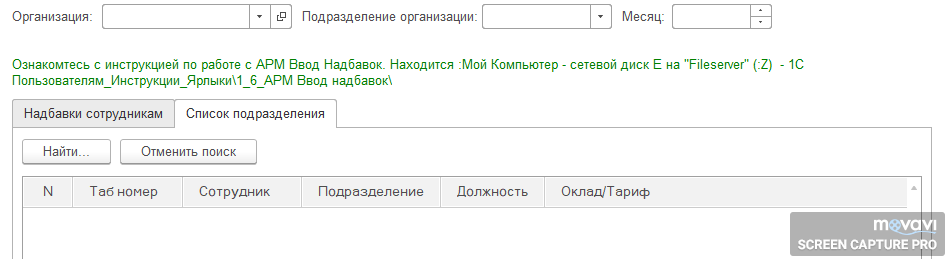 Организация: Подразделение организации: Месяц:
Ознакомтесь с инструкцией по работе с АРМ Ввод Надбавок. Находится :Мой Компьютер - сетевой диск Е на "Fileserver" (:Z) - 1С
Пользователям_Инструкции_Ярлыки\1_6_АРМ Ввод надбавок\
Надбавки сотрудникам Список подразделения
Найти... Отменить поиск
N Таб номер Сотрудник Подразделение Должность Оклад/Тариф
movavi
SCREEN CAPTURE PRO